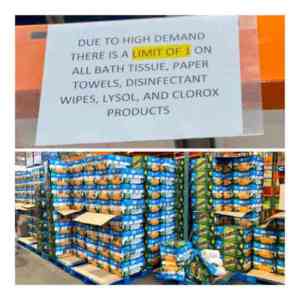 DUE TO HIGH DEMAND
THERE IS A LIMIT OF 1 ON
ALL BATH TISSUE, PAPER
TOWELS, DISINFECTANT
WIPES, LYSOL, AND CLOROX
PRODUCTS